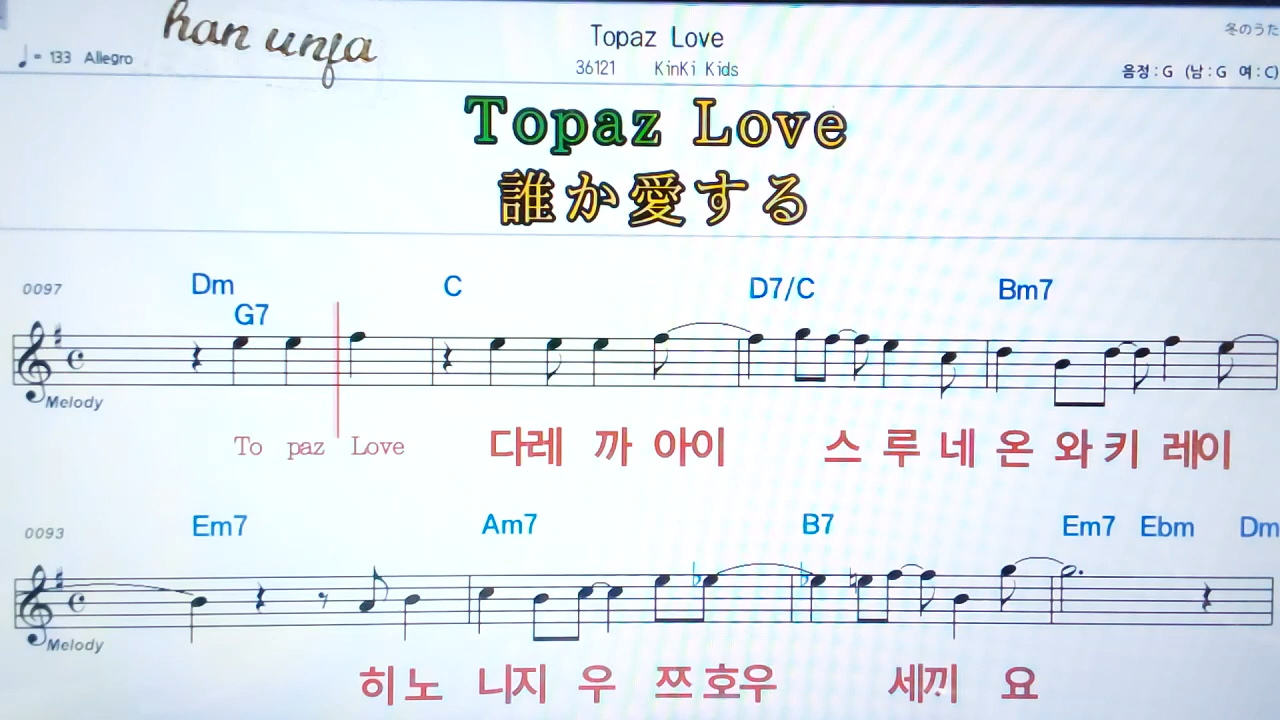 han unfa
Topaz Love
冬のうた
♩= 133 Allegro
36121 KinKi Kids
음정 : G (남 : G 여 : C)
Topaz Love
誰か愛する
0097
Dm G7 C D7/C Bm7
Melody
To paz Love 다레 까 아이 스 루 네 온 와 키 레이
0093
Em7 Am7 B7 Em7 Ebm Dm
Melody
히 노 니지 우 쯔 호우 세끼 요